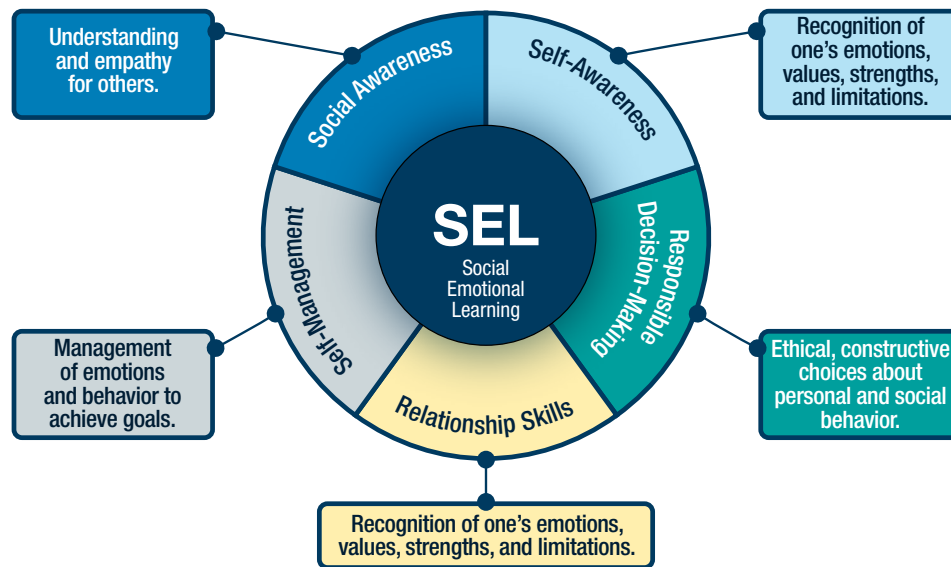 Understanding
and empathy
for others.
Social Awareness
Self-Awareness
Recognition of
one’s emotions,
values, strengths,
and limitations.
SEL
Social
Emotional
Learning
Self-Management
Responsible
Decision-Making
Relationship Skills
Management
of emotions
and behavior to
achieve goals.
Ethical, constructive
choices about
personal and social
behavior.
Recognition of one’s emotions,
values, strengths, and limitations.